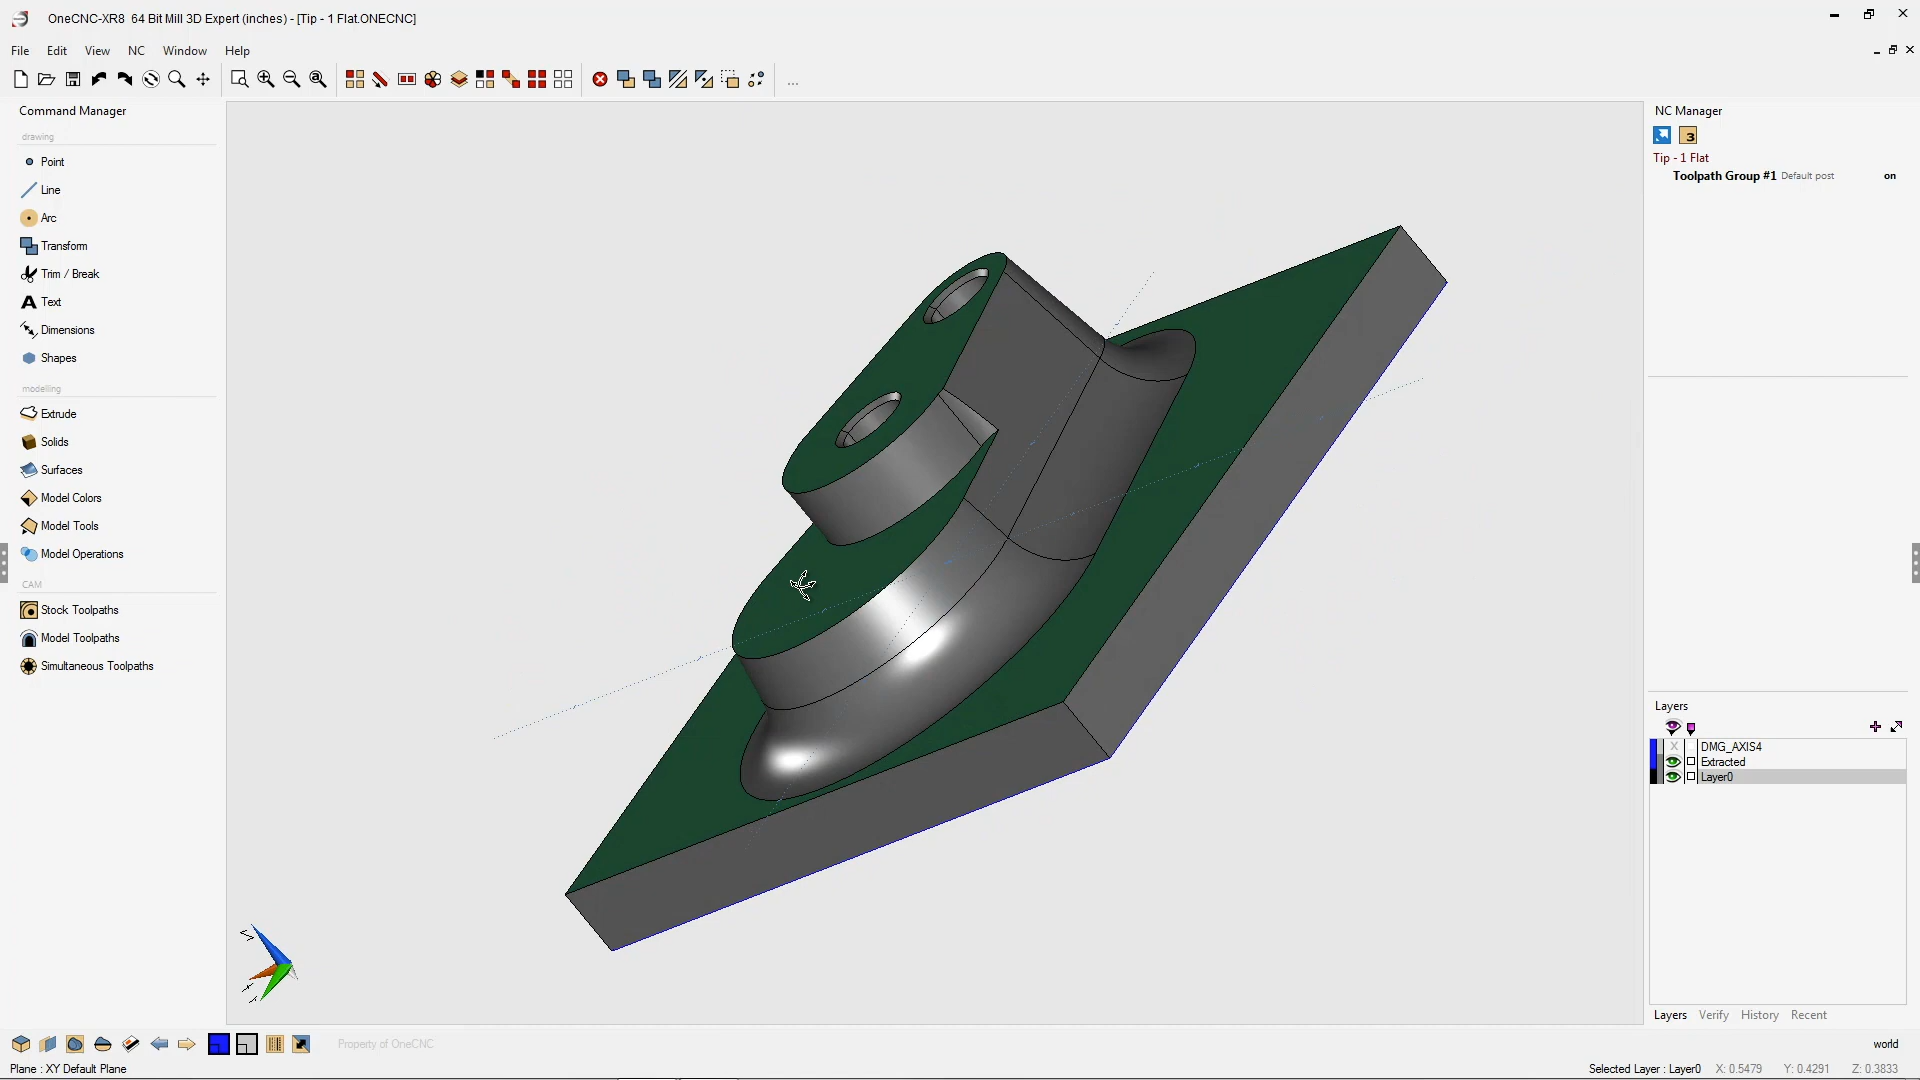 OneCNC-XR8 64 Bit Mill 3D Expert (inches) - [Tip - 1 Flat.ONECNC]
File Edit View NC Window Help
...
Command Manager
drawing
Point
Line
Arc
Transform
Trim / Break
Text
Dimensions
Shapes
modelling
Extrude
Solids
Surfaces
Model Colors
Model Tools
Model Operations
CAM
Stock Toolpaths
Model Toolpaths
Simultaneous Toolpaths
NC Manager
3
Tip - 1 Flat
Toolpath Group #1 Default post on
Layers
X DMG_AXIS4
Extracted
Layer0
Layers Verify History Recent
Property of OneCNC
world
Plane : XY Default Plane
Selected Layer : Layer0 X: 0.5479 Y: 0.4291 Z: 0.3833